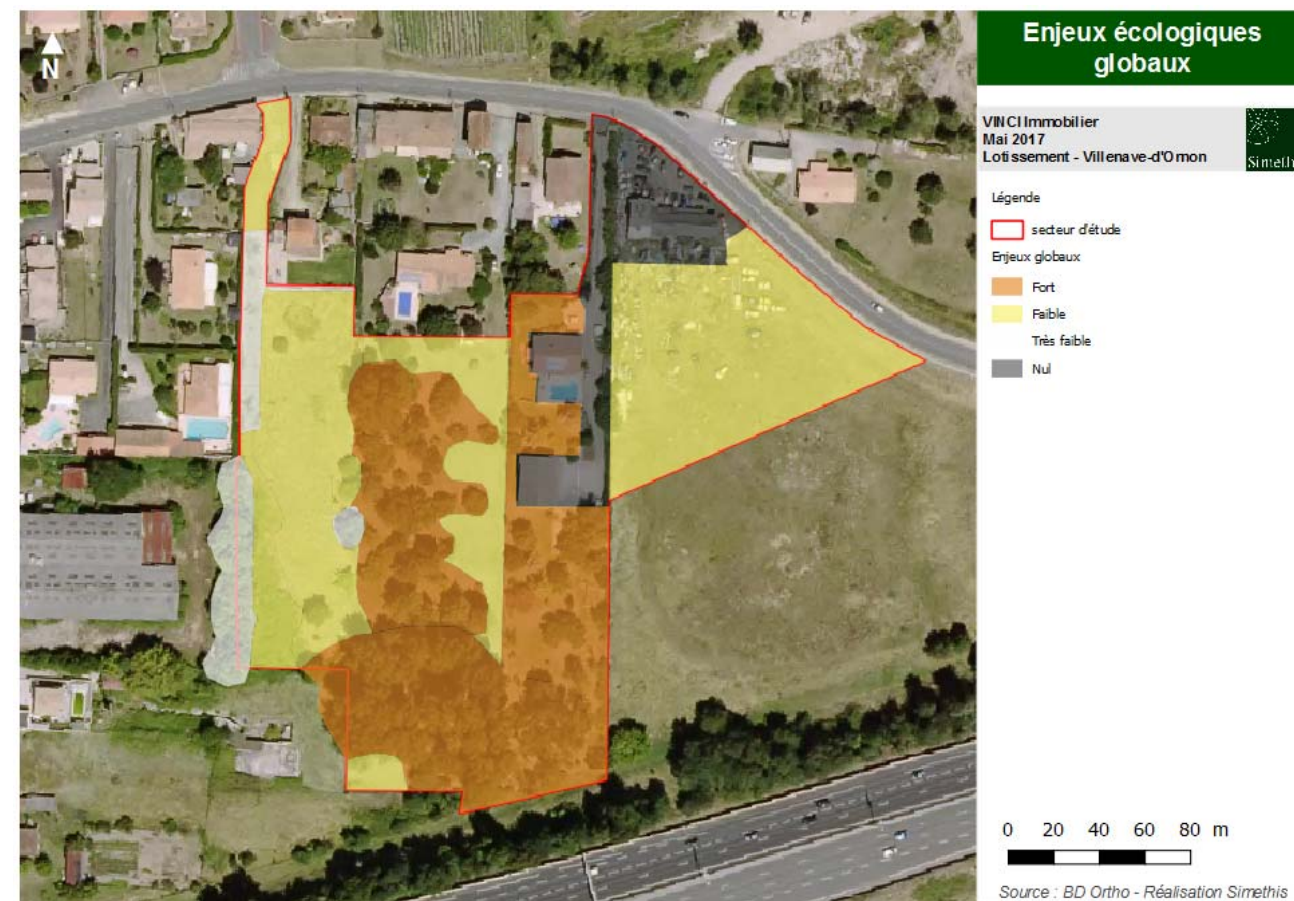 Enjeux écologiques
globaux
N
VINCI Immobilier
Mai 2017
Lotissement - Villenave-d'Ornon
Simeth
Légende
secteur d'étude
Enjeux globaux
Fort
Faible
Très faible
Nul
0 20 40 60 80 m
Source : BD Ortho - Réalisation Simethis